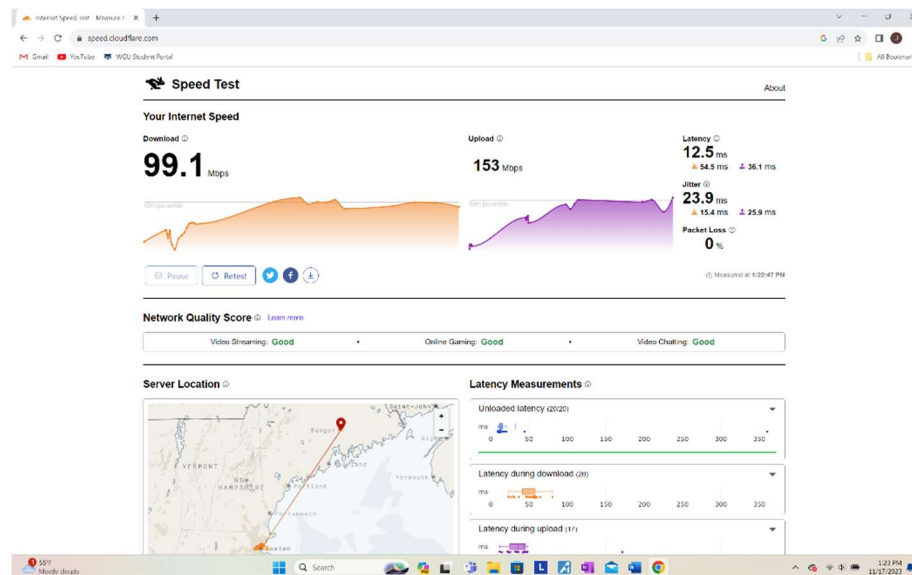 Internet Speed Test - Measure
speed.cloudflare.com
Gmail YouTube WGU Student Portal
All Bookmar
Speed Test
About
Your Internet Speed
Download
99.1 Mbps
Upload
153 Mbps
Latency
12.5 ms
54.5 ms 36.1 ms
Jitter
23.9 ms
15.4 ms 25.9 ms
Packet Loss
0 %
Pause Retest
Measured at 1:22:47 PM
Network Quality Score Learn more
Video Streaming: Good • Online Gaming: Good • Video Chatting: Good
Server Location
Saint-John
+
-
Bangor
VERMONT
NEW
HAMPSHIRE
Portland
Yarmouth
Portsmouth
Boston
Latency Measurements
Unloaded latency (20/20)
ms
0 50 100 150 200 250 300 350
Latency during download (20)
ms
0 50 100 150 200 250 300 350
Latency during upload (17)
ms
1
55°F
Mostly cloudy
Search
1:23 PM
11/17/2023